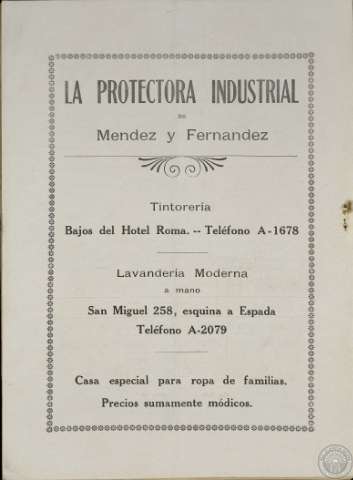 LA PROTECTORA INDUSTRIAL
DE
Mendez y Fernandez
Tintorería
Bajos del Hotel Roma. -- Teléfono A-1678
Lavandería Moderna
a mano
San Miguel 258, esquina a Espada
Teléfono A-2079
Casa especial para ropa de familias.
Precios sumamente módicos.